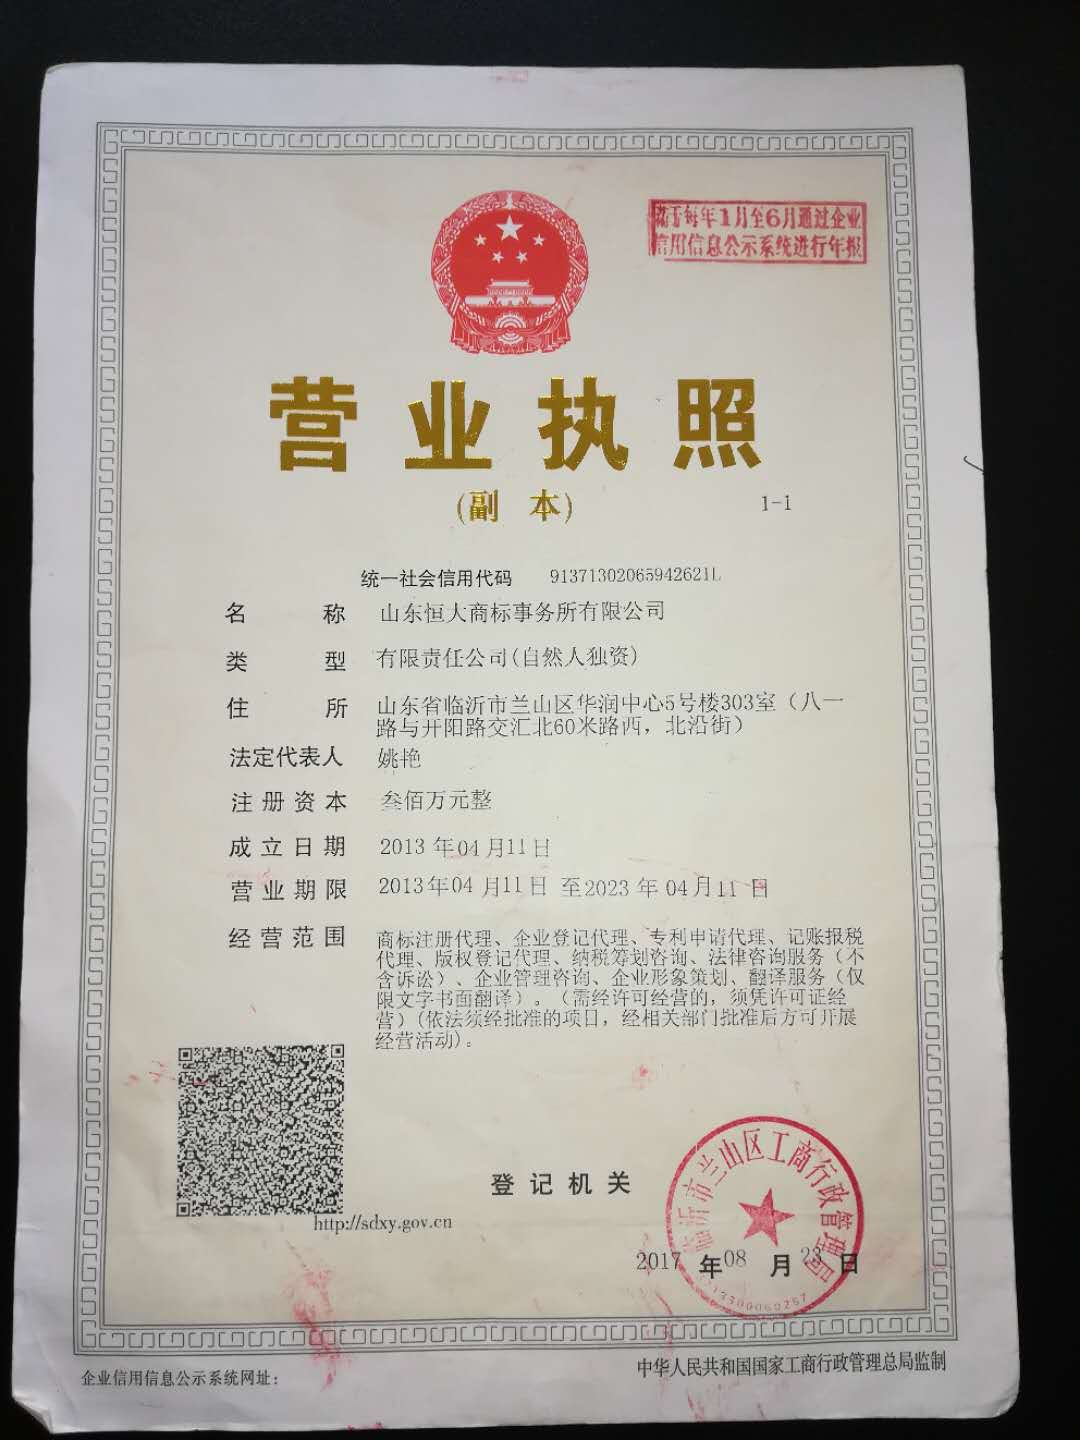 须于每年1月至6月通过企业
信用信息公示系统进行年报
营业执照
(副 本)
1-1
统一社会信用代码 91371302065942621L
名称 山东恒大商标事务所有限公司
类型 有限责任公司(自然人独资)
住所 山东省临沂市兰山区华润中心5号楼303室（八一
路与开阳路交汇北60米路西，北沿街）
法定代表人 姚艳
注册资本 叁佰万元整
成立日期 2013 年04月11日
营业期限 2013年04月11日 至2023年04月11日
经营范围 商标注册代理、企业登记代理、专利申请代理、记账报税
代理、版权登记代理、纳税筹划咨询、法律咨询服务（不
含诉讼）、企业管理咨询、企业形象策划、翻译服务（仅
限文字书面翻译）。（需经许可经营的，须凭许可证经
营）(依法须经批准的项目，经相关部门批准后方可开展
经营活动)。
登记机关
临沂市兰山区工商行政管理局
http://sdxy.gov.cn
2017 年08 月23日
企业信用信息公示系统网址：
中华人民共和国国家工商行政管理总局监制